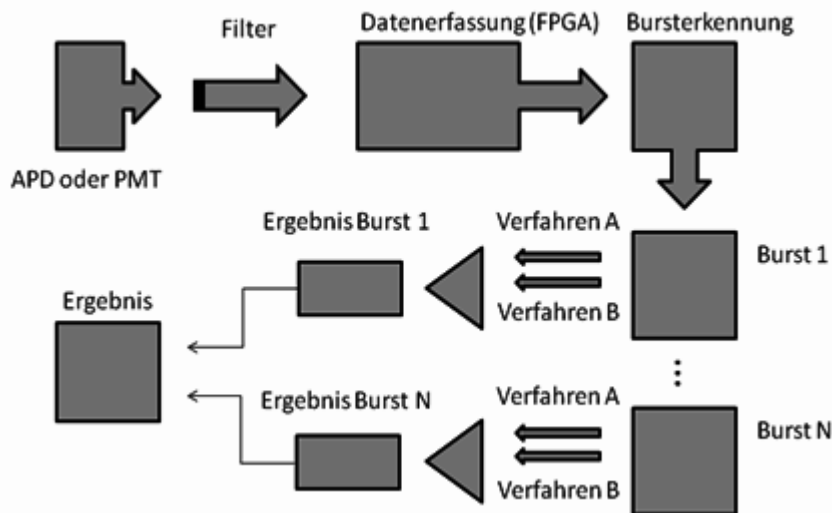 Filter
Datenerfassung (FPGA)
Bursterkennung
APD oder PMT
Ergebnis Burst 1
Verfahren A
Burst 1
Verfahren B
Ergebnis
...
Ergebnis Burst N
Verfahren A
Burst N
Verfahren B